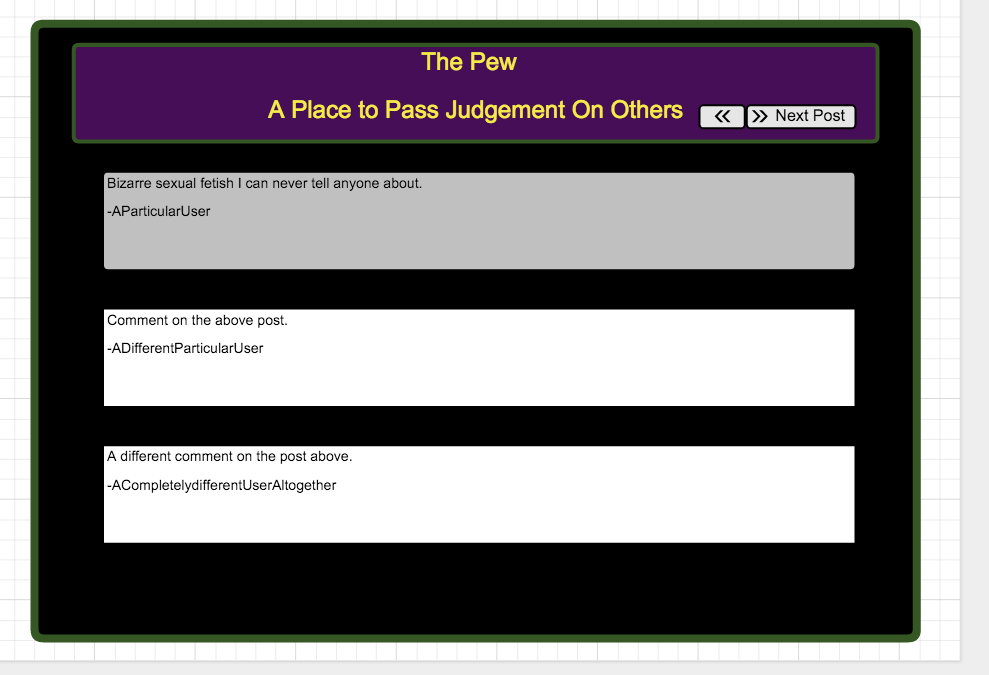 The Pew
A Place to Pass Judgement On Others
« » Next Post
Bizarre sexual fetish I can never tell anyone about.
-AParticularUser
Comment on the above post.
-ADifferentParticularUser
A different comment on the post above.
-ACompletelydifferentUserAltogether